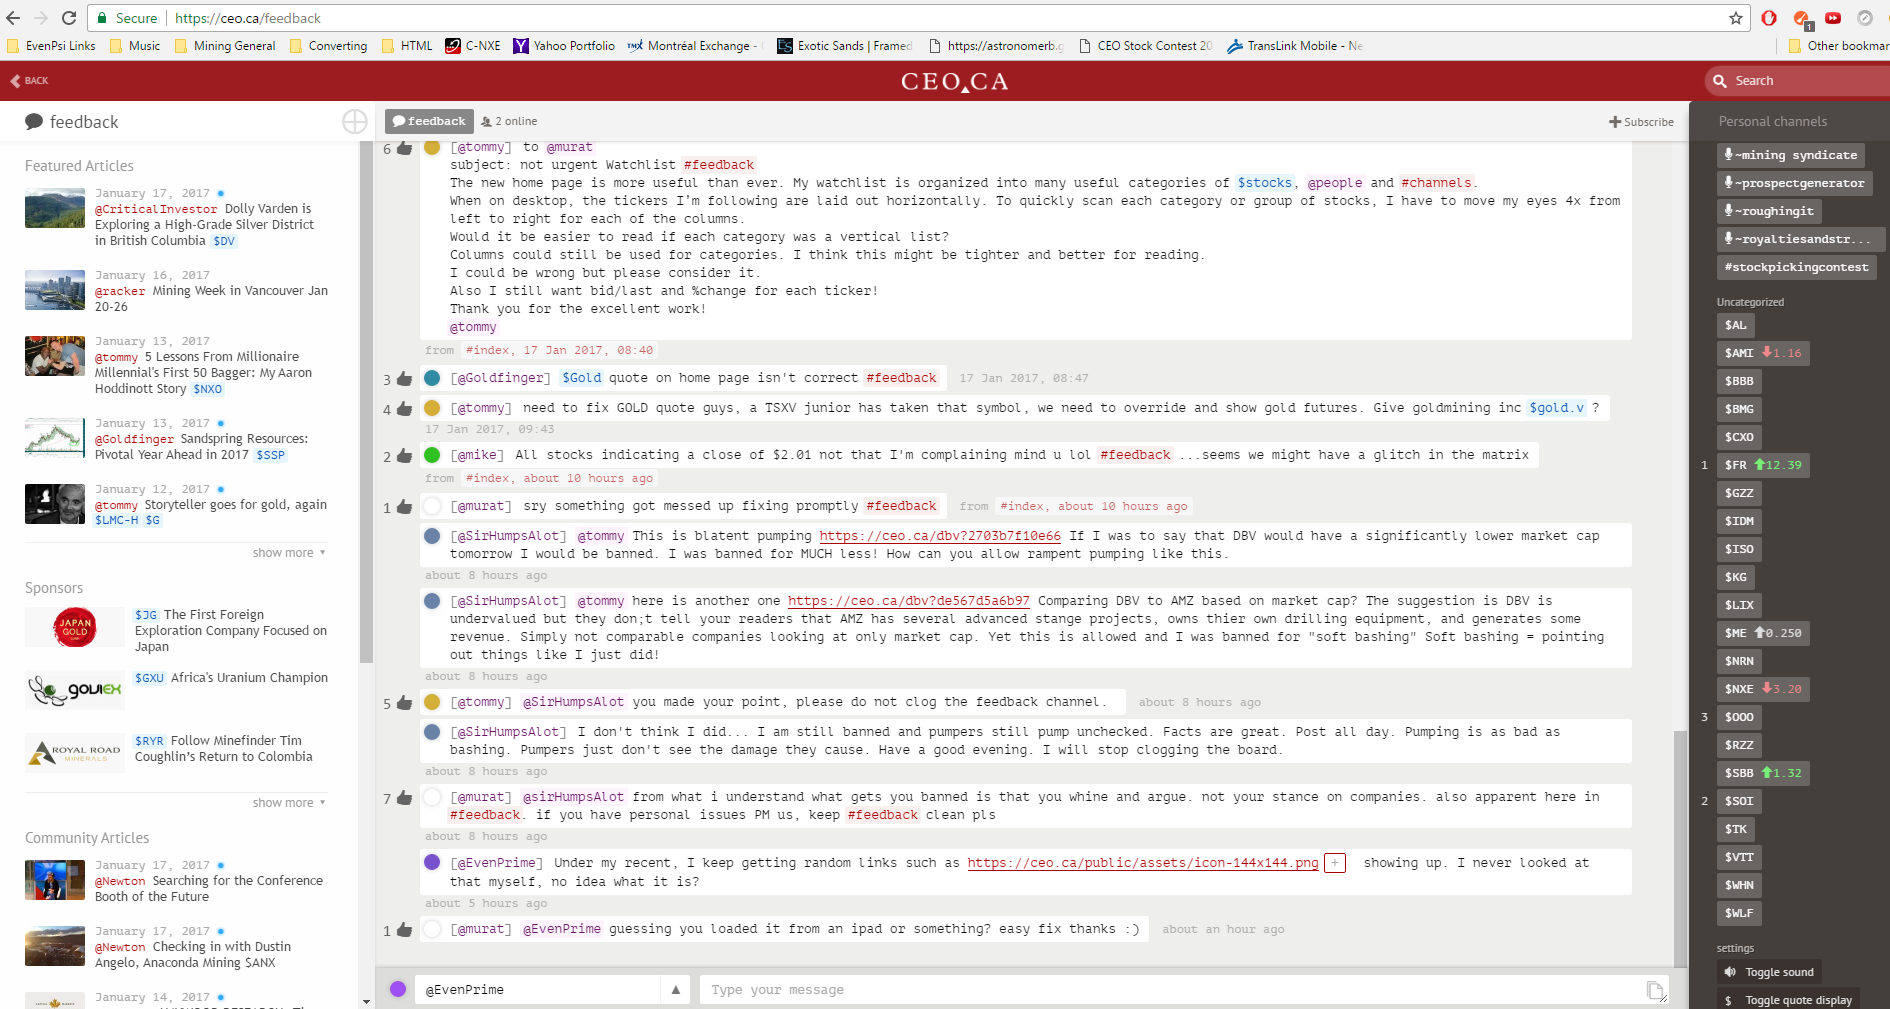 Secure https://ceo.ca/feedback
EvenPsi Links Music Mining General Converting HTML C-NXE Yahoo Portfolio Montréal Exchange - Exotic Sands | Framed https://astronomerb.g CEO Stock Contest 20 TransLink Mobile - Ne Other bookmar
BACK
CEO.CA
Search
feedback
Featured Articles
January 17, 2017
@CriticalInvestor Dolly Varden is
Exploring a High-Grade Silver District
in British Columbia $DV
January 16, 2017
@racker Mining Week in Vancouver Jan
20-26
January 13, 2017
@tommy 5 Lessons From Millionaire
Millennial's First 50 Bagger: My Aaron
Hoddinott Story $NXO
January 13, 2017
@Goldfinger Sandspring Resources:
Pivotal Year Ahead in 2017 $SSP
January 12, 2017
@tommy Storyteller goes for gold, again
$LMC-H $G
show more
Sponsors
JAPAN
GOLD
$JG The First Foreign
Exploration Company Focused on
Japan
GOVIEX
$GXU Africa's Uranium Champion
ROYAL ROAD
MINERALS
$RYR Follow Minefinder Tim
Coughlin's Return to Colombia
show more
Community Articles
January 17, 2017
@Newton Searching for the Conference
Booth of the Future
January 17, 2017
@Newton Checking in with Dustin
Angelo, Anaconda Mining $ANX
January 14, 2017
feedback 2 online
Subscribe
6 [@tommy] to @murat
subject: not urgent Watchlist #feedback
The new home page is more useful than ever. My watchlist is organized into many useful categories of $stocks, @people and #channels.
When on desktop, the tickers I’m following are laid out horizontally. To quickly scan each category or group of stocks, I have to move my eyes 4x from
left to right for each of the columns.
Would it be easier to read if each category was a vertical list?
Columns could still be used for categories. I think this might be tighter and better for reading.
I could be wrong but please consider it.
Also I still want bid/last and %change for each ticker!
Thank you for the excellent work!
@tommy
from #index, 17 Jan 2017, 08:40
3 [@Goldfinger] $Gold quote on home page isn't correct #feedback 17 Jan 2017, 08:47
4 [@tommy] need to fix GOLD quote guys, a TSXV junior has taken that symbol, we need to override and show gold futures. Give goldmining inc $gold.v ?
17 Jan 2017, 09:43
2 [@mike] All stocks indicating a close of $2.01 not that I'm complaining mind u lol #feedback ...seems we might have a glitch in the matrix
from #index, about 10 hours ago
1 [@murat] sry something got messed up fixing promptly #feedback from #index, about 10 hours ago
[@SirHumpsAlot] @tommy This is blatent pumping https://ceo.ca/dbv?2703b7f10e66 If I was to say that DBV would have a significantly lower market cap
tomorrow I would be banned. I was banned for MUCH less! How can you allow rampent pumping like this.
about 8 hours ago
[@SirHumpsAlot] @tommy here is another one https://ceo.ca/dbv?de567d5a6b97 Comparing DBV to AMZ based on market cap? The suggestion is DBV is
undervalued but they don;t tell your readers that AMZ has several advanced stange projects, owns thier own drilling equipment, and generates some
revenue. Simply not comparable companies looking at only market cap. Yet this is allowed and I was banned for "soft bashing" Soft bashing = pointing
out things like I just did!
about 8 hours ago
5 [@tommy] @SirHumpsAlot you made your point, please do not clog the feedback channel. about 8 hours ago
[@SirHumpsAlot] I don't think I did... I am still banned and pumpers still pump unchecked. Facts are great. Post all day. Pumping is as bad as
bashing. Pumpers just don't see the damage they cause. Have a good evening. I will stop clogging the board.
about 8 hours ago
7 [@murat] @sirHumpsAlot from what i understand what gets you banned is that you whine and argue. not your stance on companies. also apparent here in
#feedback. if you have personal issues PM us, keep #feedback clean pls
about 8 hours ago
[@EvenPrime] Under my recent, I keep getting random links such as https://ceo.ca/public/assets/icon-144x144.png + showing up. I never looked at
that myself, no idea what it is?
about 5 hours ago
1 [@murat] @EvenPrime guessing you loaded it from an ipad or something? easy fix thanks :) about an hour ago
@EvenPrime Type your message
Personal channels
~mining syndicate
~prospectgenerator
~roughingit
~royaltiesandstr...
#stockpickingcontest
Uncategorized
$AL
$AMI 1.16
$BBB
$BMG
$CXO
1 $FR 12.39
$GZZ
$IDM
$ISO
$KG
$LIX
$ME 0.250
$NRN
$NXE 3.20
3 $OOO
$RZZ
$SBB 1.32
2 $SOI
$TK
$VTT
$WHN
$WLF
settings
Toggle sound
$ Toggle quote display